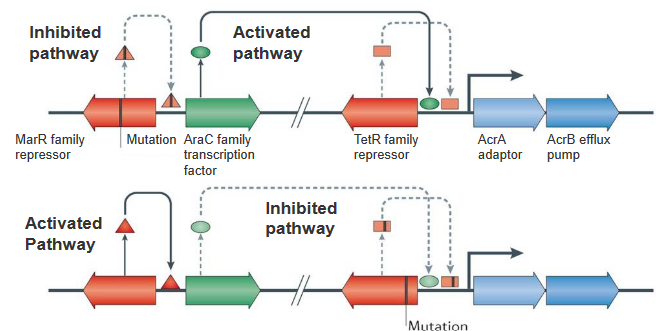 Inhibited
pathway
Activated
pathway
MarR family
repressor
Mutation
AraC family
transcription
factor
TetR family
repressor
AcrA
adaptor
AcrB efflux
pump
Activated
Pathway
Inhibited
pathway
Mutation